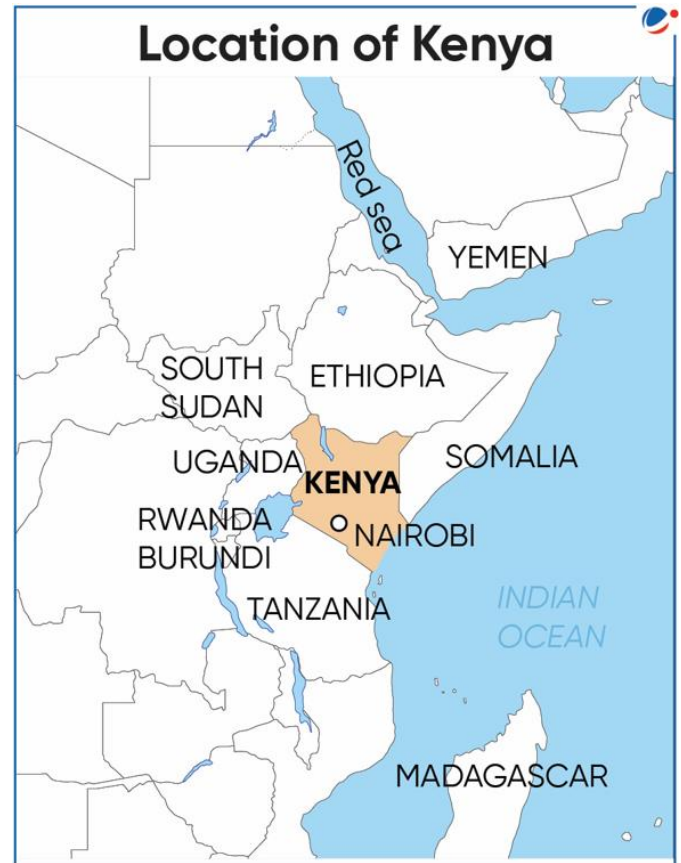 Location of Kenya
Red sea
YEMEN
SOUTH
SUDAN
ETHIOPIA
UGANDA
KENYA
SOMALIA
RWANDA
BURUNDI
NAIROBI
TANZANIA
INDIAN
OCEAN
MADAGASCAR